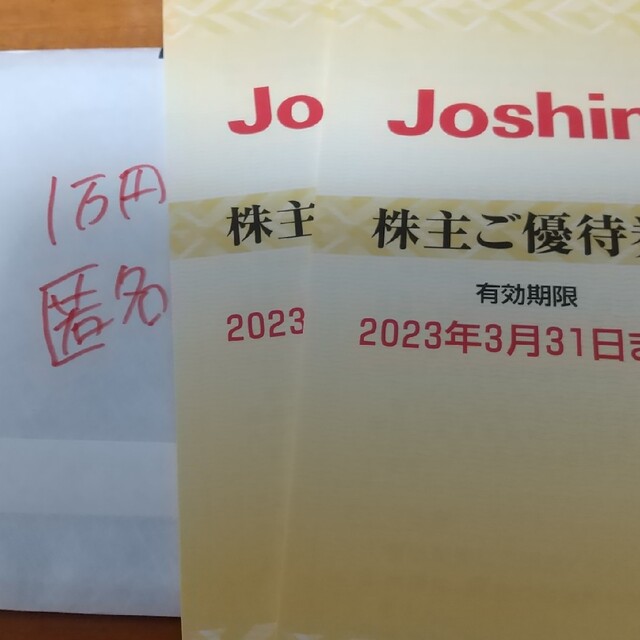 1万円
匿名
Jo
株主
2023
Joshin
株主ご優待券
有効期限
2023年3月31日ま